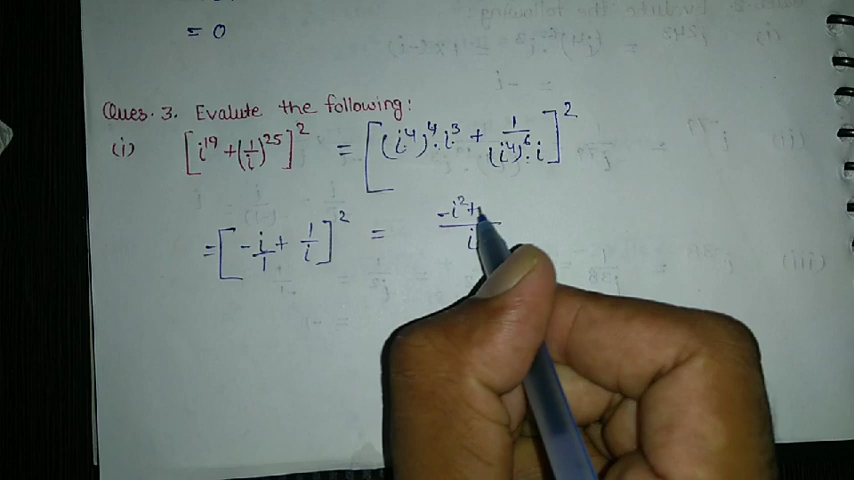 = 0
Ques. 3. Evalute the following:
(i) [i^19 + (1/i)^25]^2 = [(i^4)^4 . i^3 + 1/((i^4)^6 . i)]^2
= [-i/1 + 1/i]^2 = (-i^2+)/i